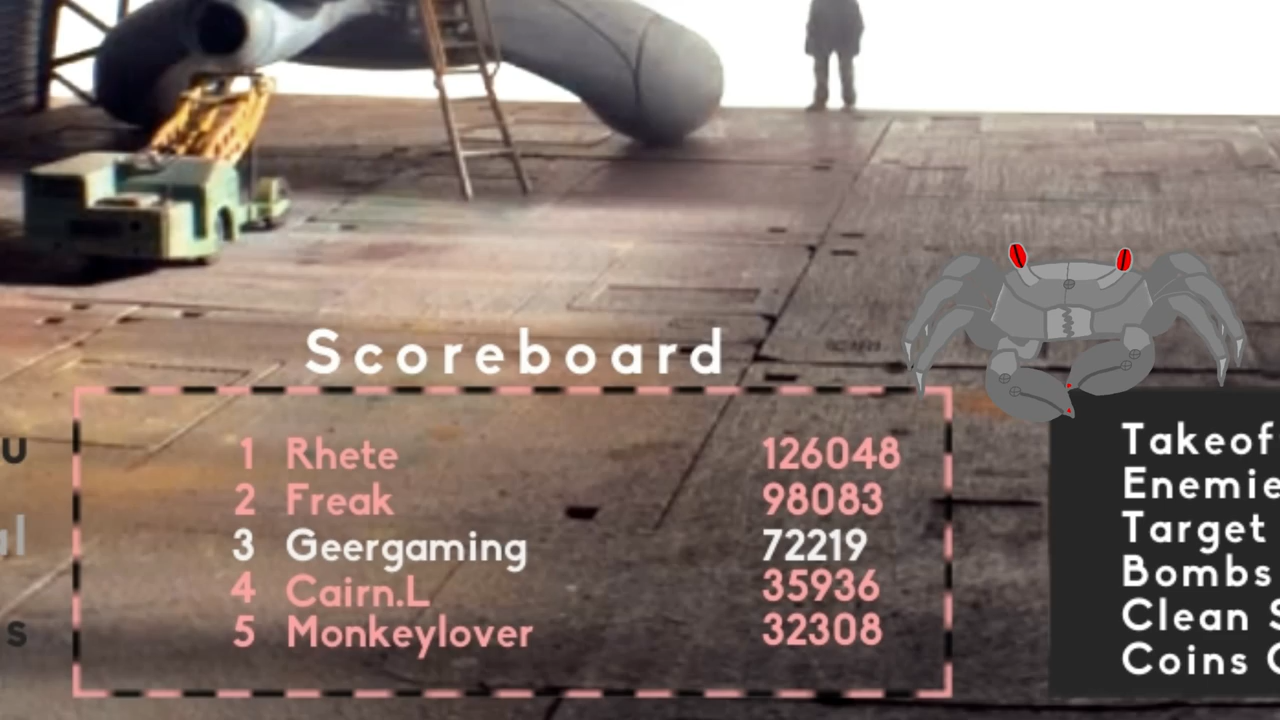 Scoreboard
1 Rhete 126048
2 Freak 98083
3 Geergaming 72219
4 Cairn.L 35936
5 Monkeylover 32308
Takeof
Enemie
Target
Bombs
Clean S
Coins